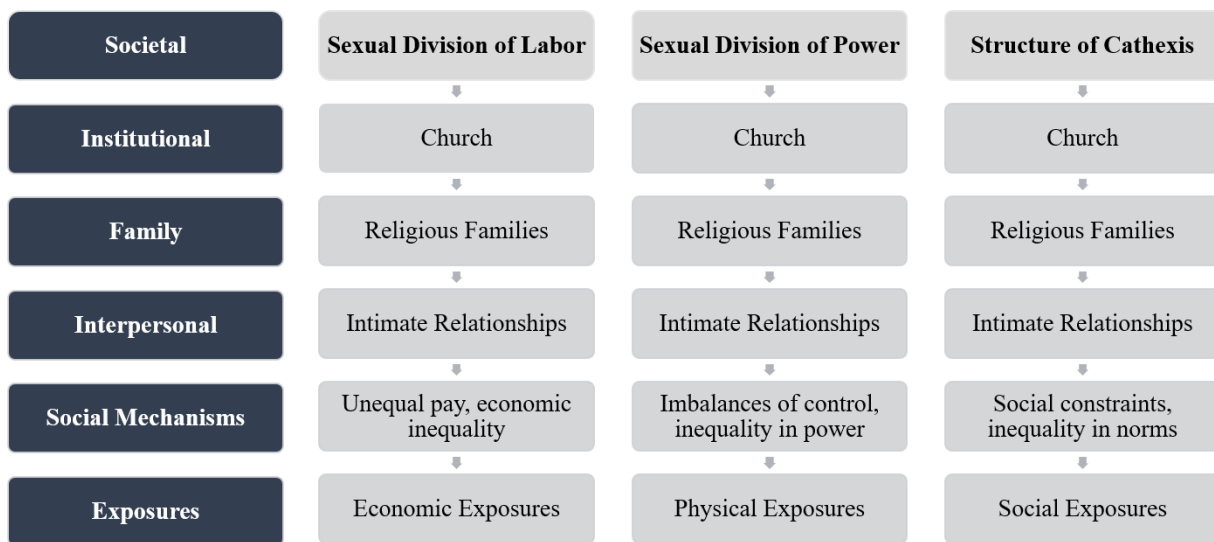 Societal
Sexual Division of Labor
Sexual Division of Power
Structure of Cathexis
Institutional
Church
Church
Church
Family
Religious Families
Religious Families
Religious Families
Interpersonal
Intimate Relationships
Intimate Relationships
Intimate Relationships
Social Mechanisms
Unequal pay, economic
inequality
Imbalances of control,
inequality in power
Social constraints,
inequality in norms
Exposures
Economic Exposures
Physical Exposures
Social Exposures